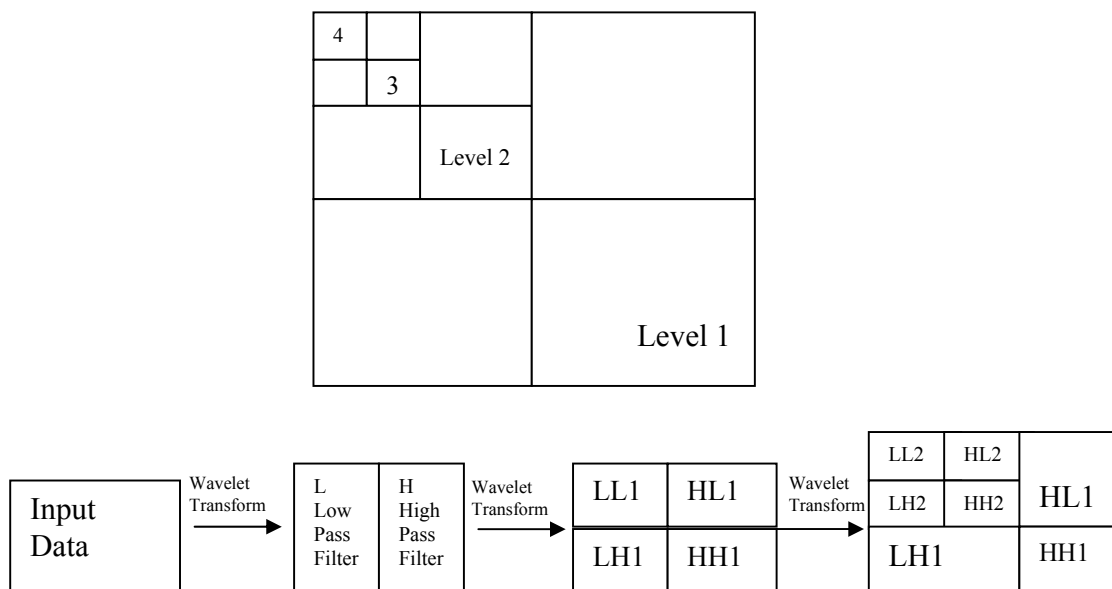 4
3
Level 2
Level 1
Input
Data
Wavelet
Transform
L
Low
Pass
Filter
H
High
Pass
Filter
Wavelet
Transform
LL1
HL1
LH1
HH1
Wavelet
Transform
LL2
HL2
LH2
HH2
HL1
LH1
HH1